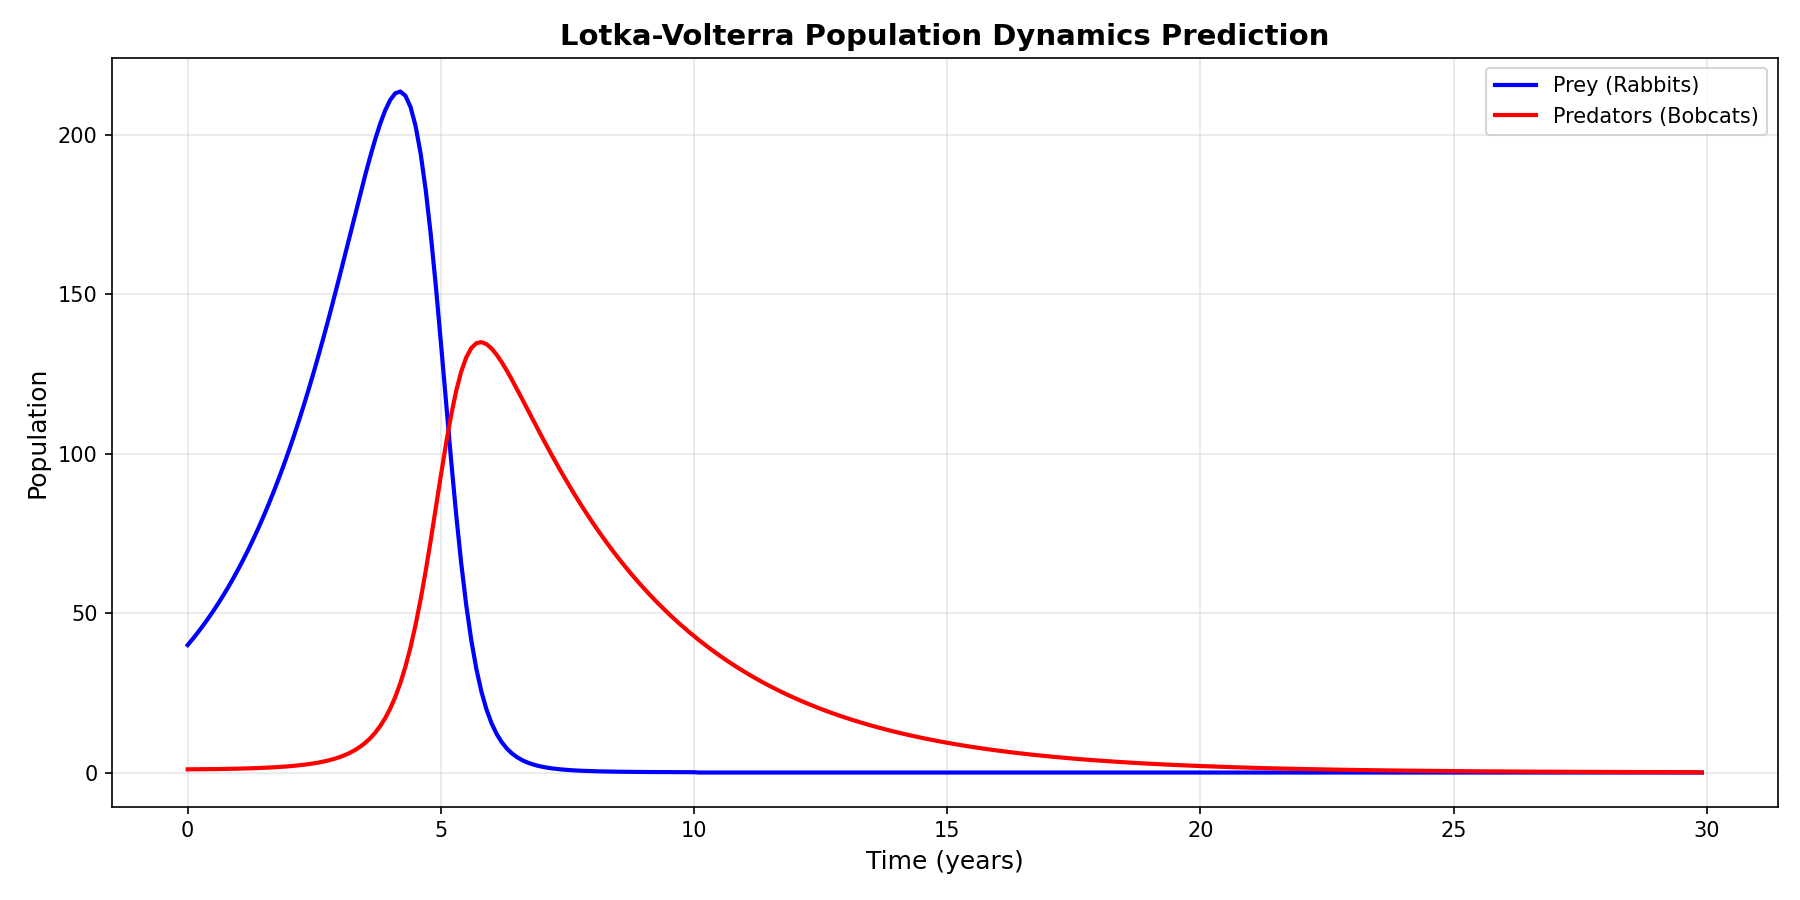 Lotka-Volterra Population Dynamics Prediction
Prey (Rabbits)
Predators (Bobcats)
Population
200
150
100
50
0
0 5 10 15 20 25 30
Time (years)